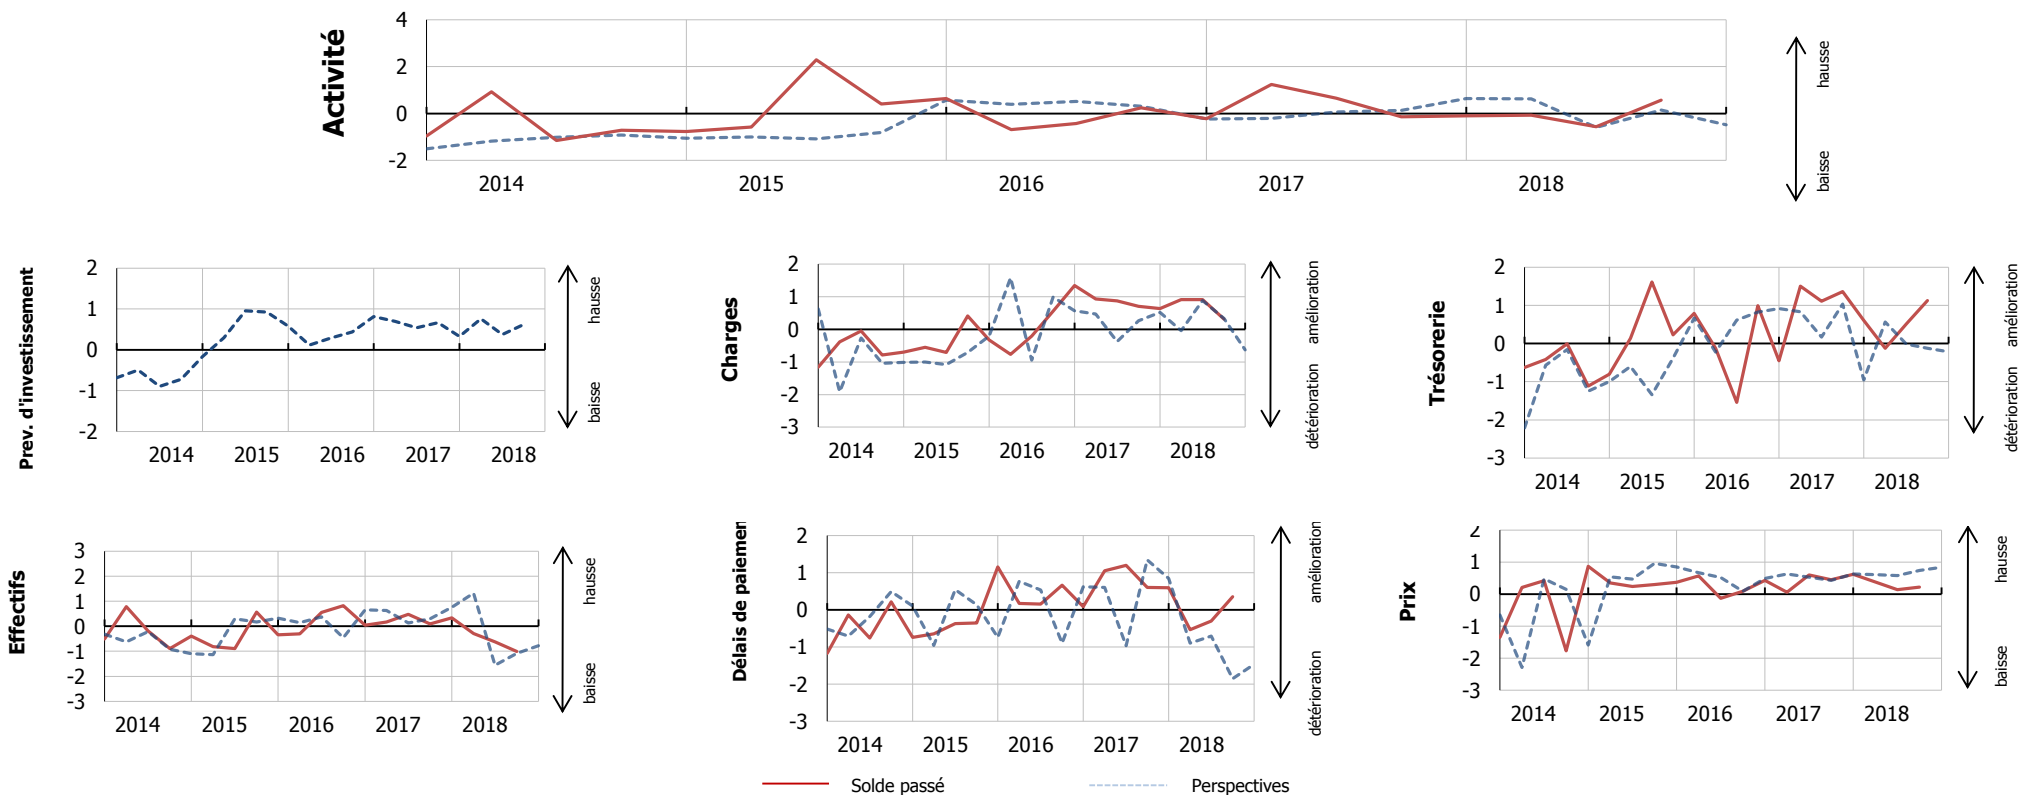 Activité
4
2
0
-2
2014 2015 2016 2017 2018
hausse
baisse
Prev. d'investissement
2
1
0
-1
-2
2014 2015 2016 2017 2018
hausse
baisse
Charges
2
1
0
-1
-2
-3
2014 2015 2016 2017 2018
amélioration
détérioration
Trésorerie
2
1
0
-1
-2
-3
2014 2015 2016 2017 2018
amélioration
détérioration
Effectifs
3
2
1
0
-1
-2
-3
2014 2015 2016 2017 2018
hausse
baisse
Délais de paiemen
2
1
0
-1
-2
-3
2014 2015 2016 2017 2018
amélioration
détérioration
Prix
2
1
0
-1
-2
-3
2014 2015 2016 2017 2018
hausse
baisse
Solde passé Perspectives